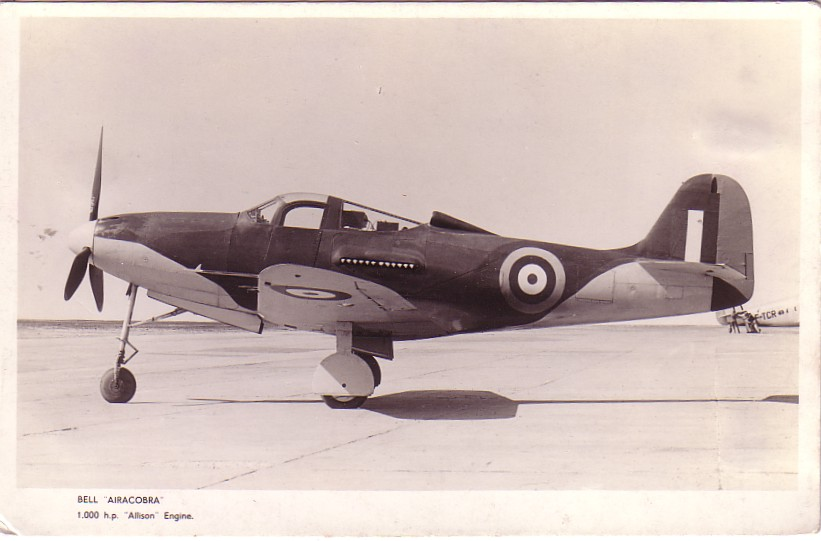 BELL "AIRACOBRA"
1.000 h.p. "Allison" Engine.